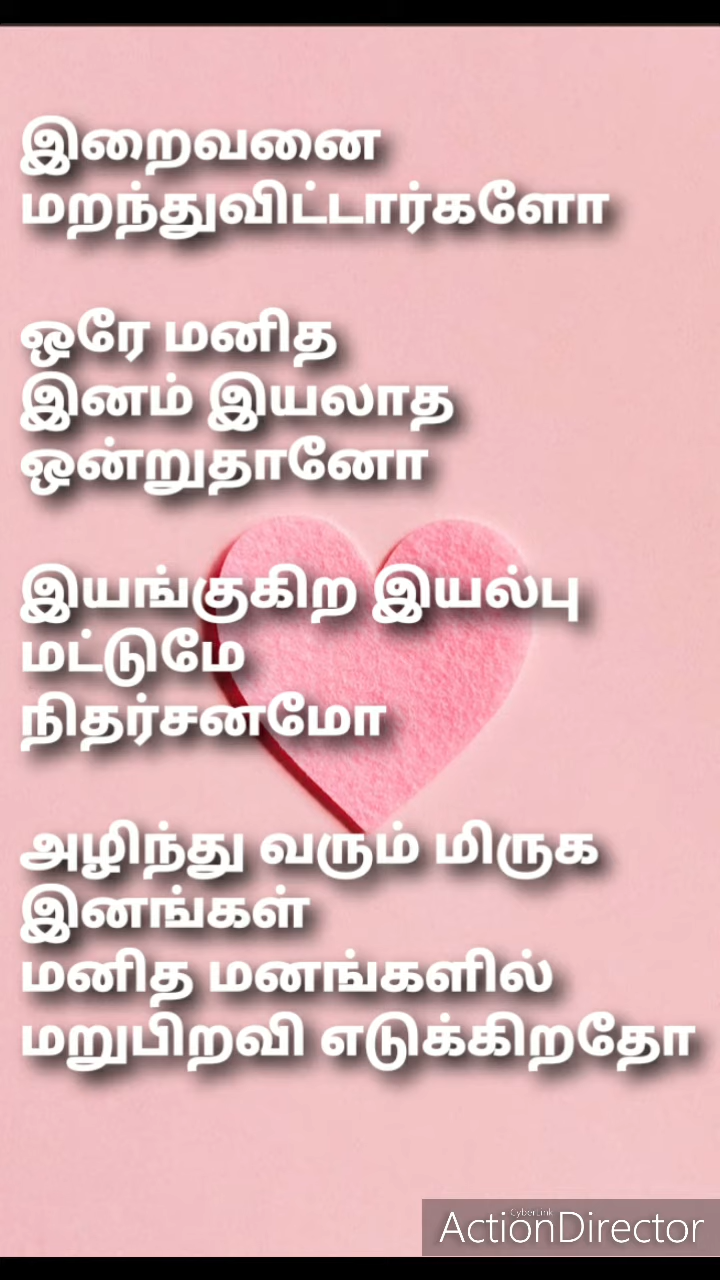 இறைவனை
மறந்துவிட்டார்களோ
ஒரே மனித
இனம் இயலாத
ஒன்றுதானோ
இயங்குகிற இயல்பு
மட்டுமே
நிதர்சனமோ
அழிந்து வரும் மிருக
இனங்கள்
மனித மனங்களில்
மறுபிறவி எடுக்கிறதோ
CyberLink
ActionDirector